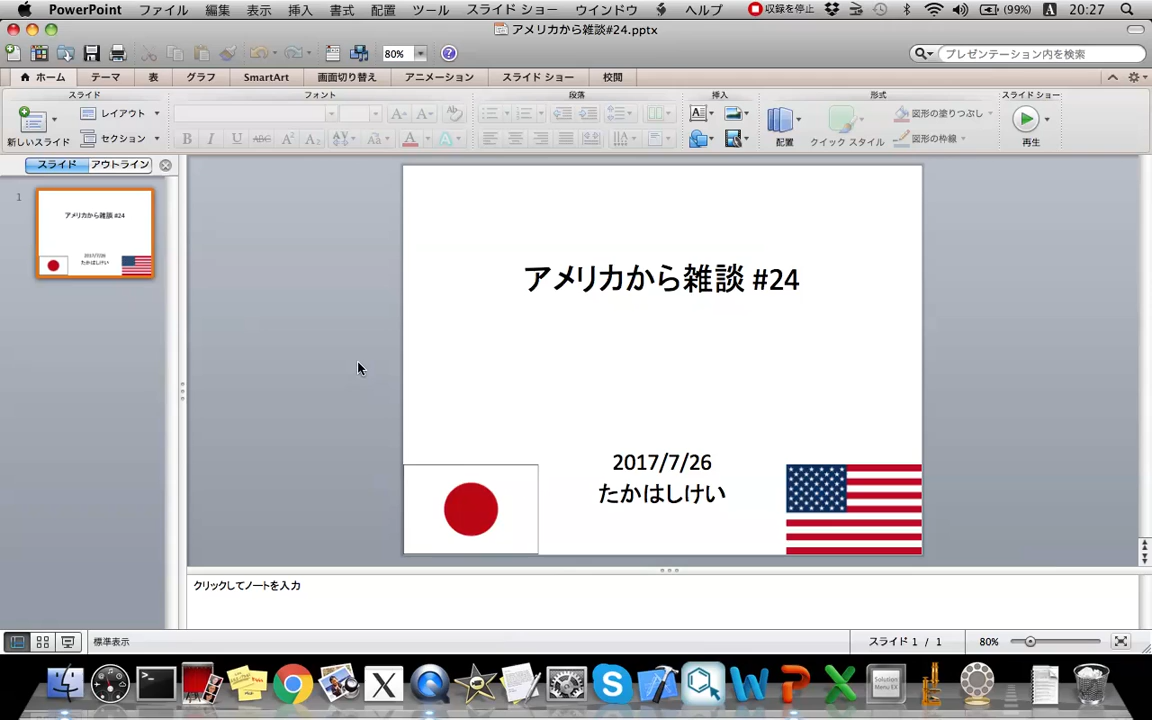 PowerPoint ファイル 編集 表示 挿入 書式 配置 ツール スライド ショー ウインドウ ヘルプ 収録を停止 (99%) A 20:27
アメリカから雑談#24.pptx
80% プレゼンテーション内を検索
ホーム テーマ 表 グラフ SmartArt 画面切り替え アニメーション スライド ショー 校閲
スライド フォント 段落 挿入 形式 スライド ショー
レイアウト 図形の塗りつぶし
新しいスライド セクション B I U ABC A² A₂ 配置 クイック スタイル 図形の枠線 再生
スライド アウトライン
1
アメリカから雑談 #24
2017/7/26
たかはしけい
アメリカから雑談 #24
2017/7/26
たかはしけい
クリックしてノートを入力
標準表示 スライド 1 / 1 80%
Solution
Menu EX